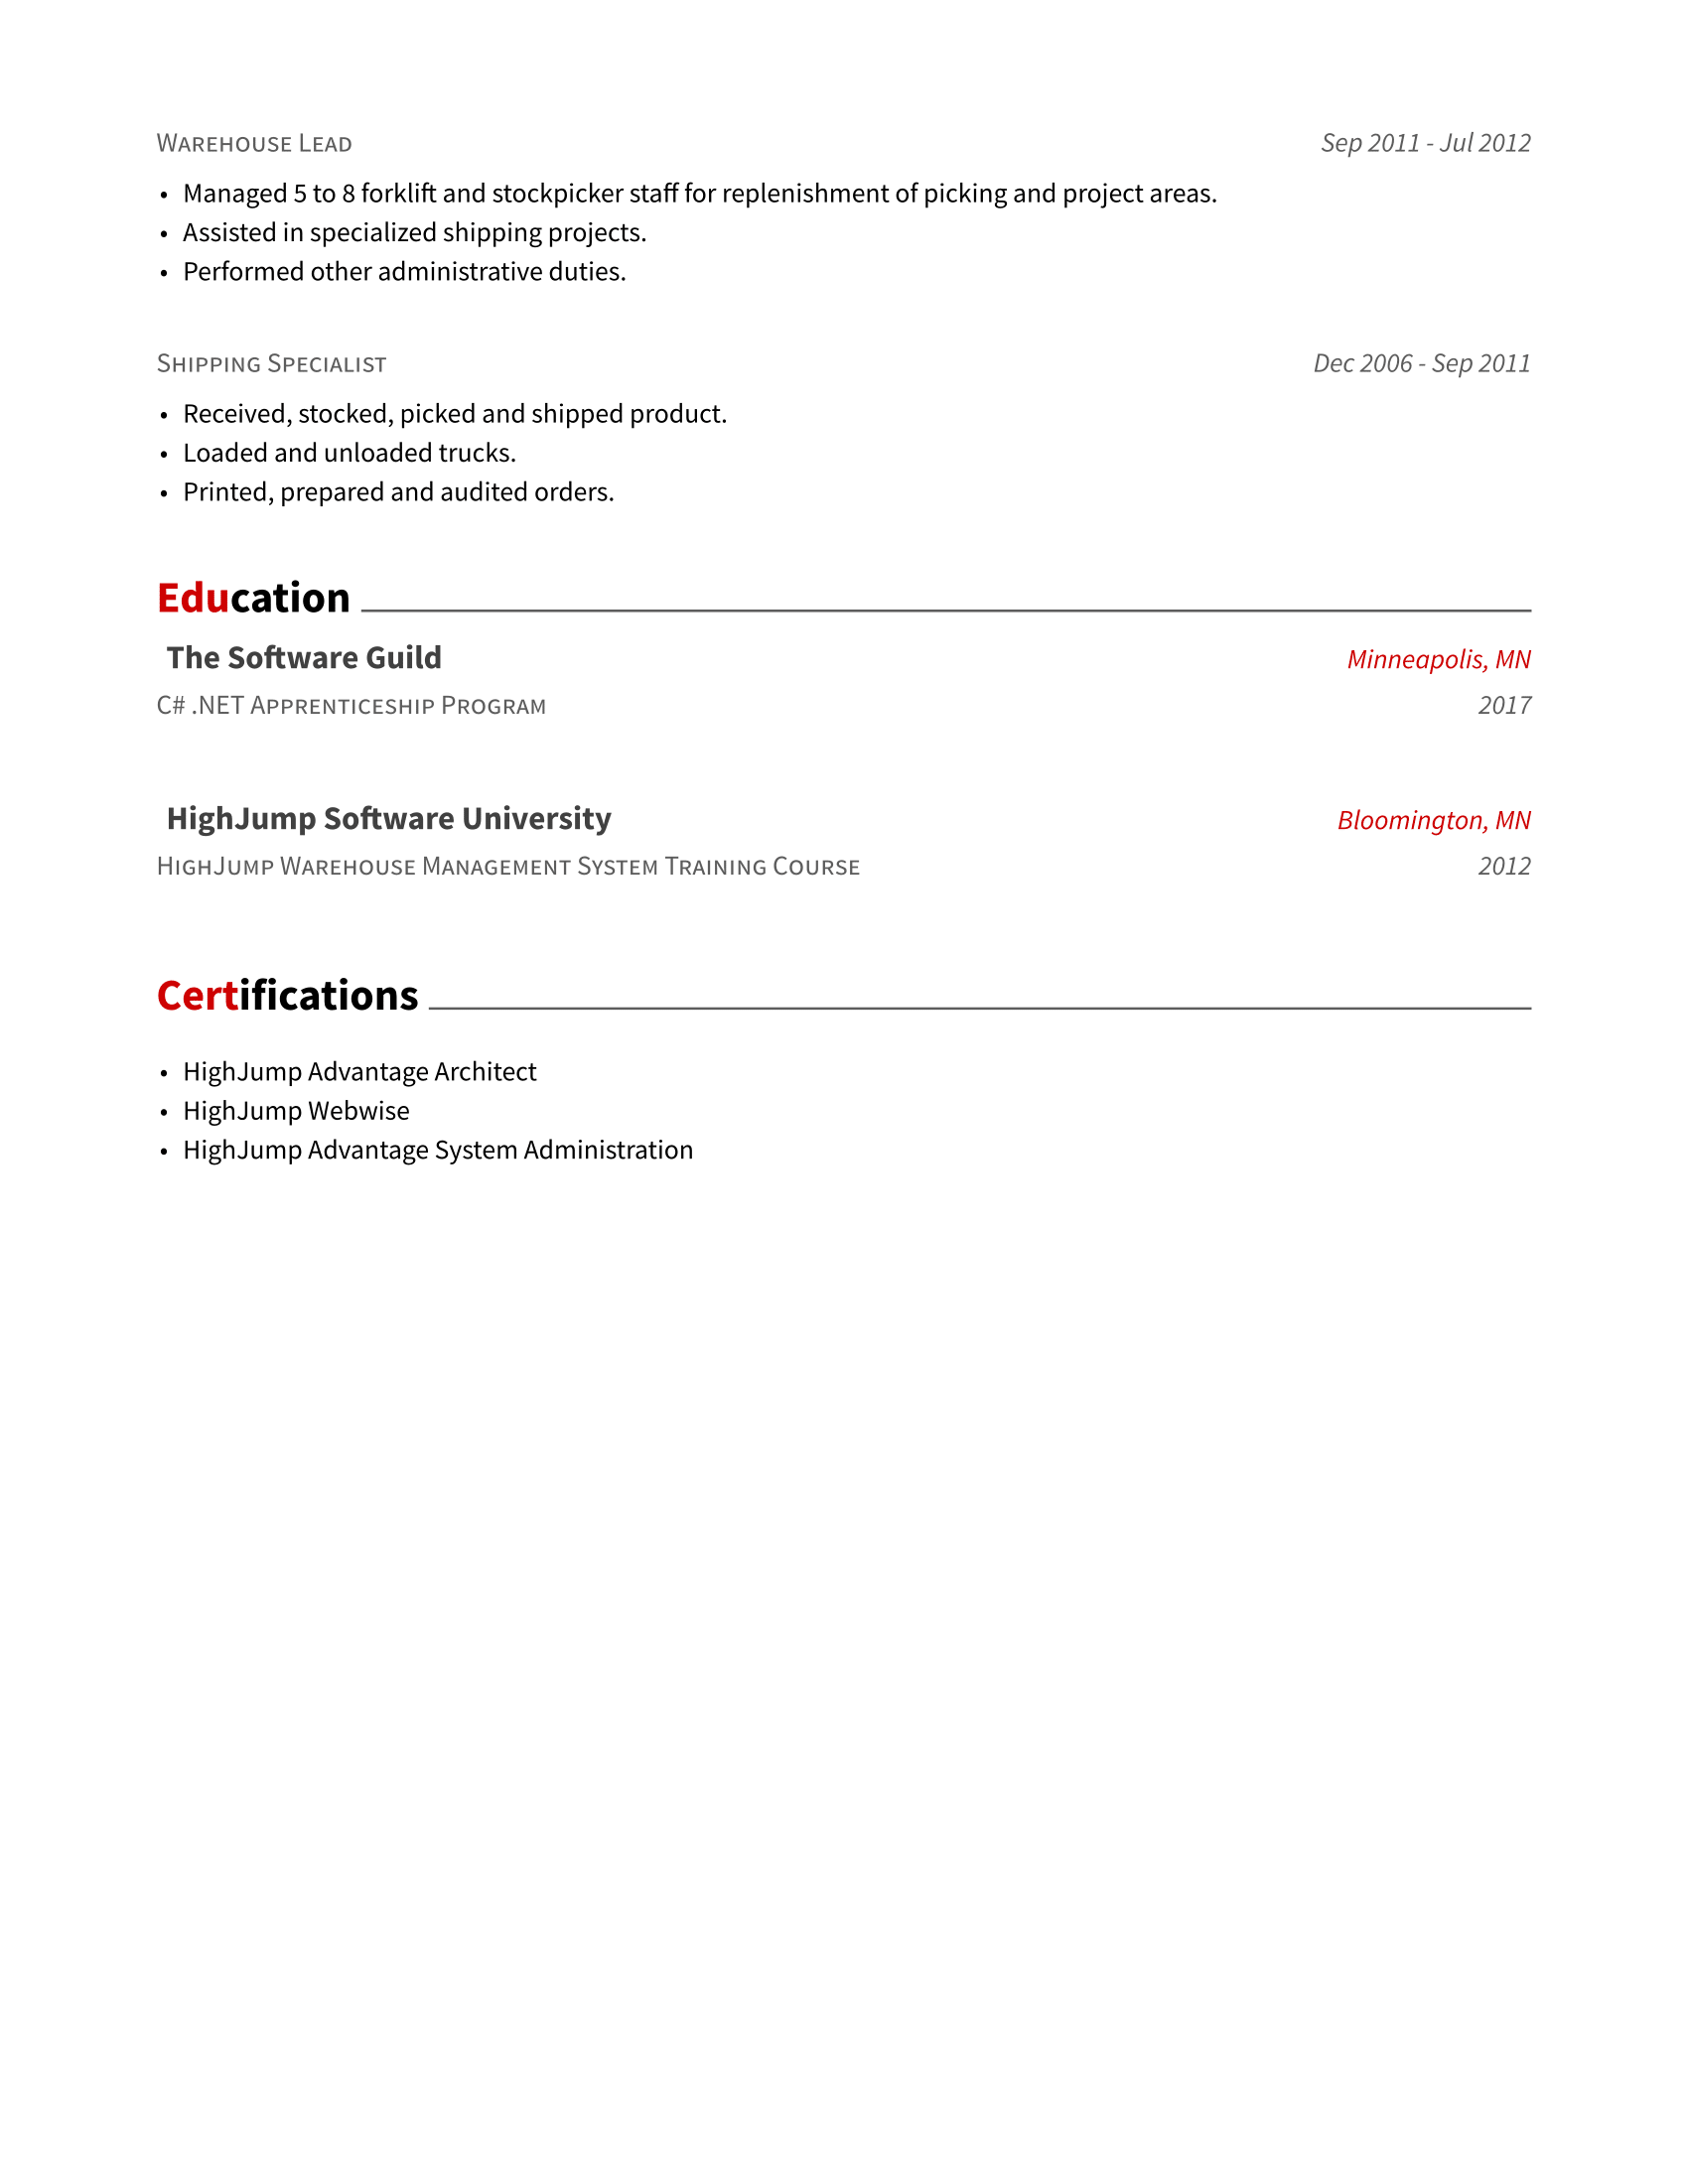 Warehouse Lead Sep 2011 - Jul 2012
• Managed 5 to 8 forklift and stockpicker staff for replenishment of picking and project areas.
• Assisted in specialized shipping projects.
• Performed other administrative duties.
Shipping Specialist Dec 2006 - Sep 2011
• Received, stocked, picked and shipped product.
• Loaded and unloaded trucks.
• Printed, prepared and audited orders.
Education
The Software Guild Minneapolis, MN
C# .NET Apprenticeship Program 2017
HighJump Software University Bloomington, MN
HighJump Warehouse Management System Training Course 2012
Certifications
• HighJump Advantage Architect
• HighJump Webwise
• HighJump Advantage System Administration